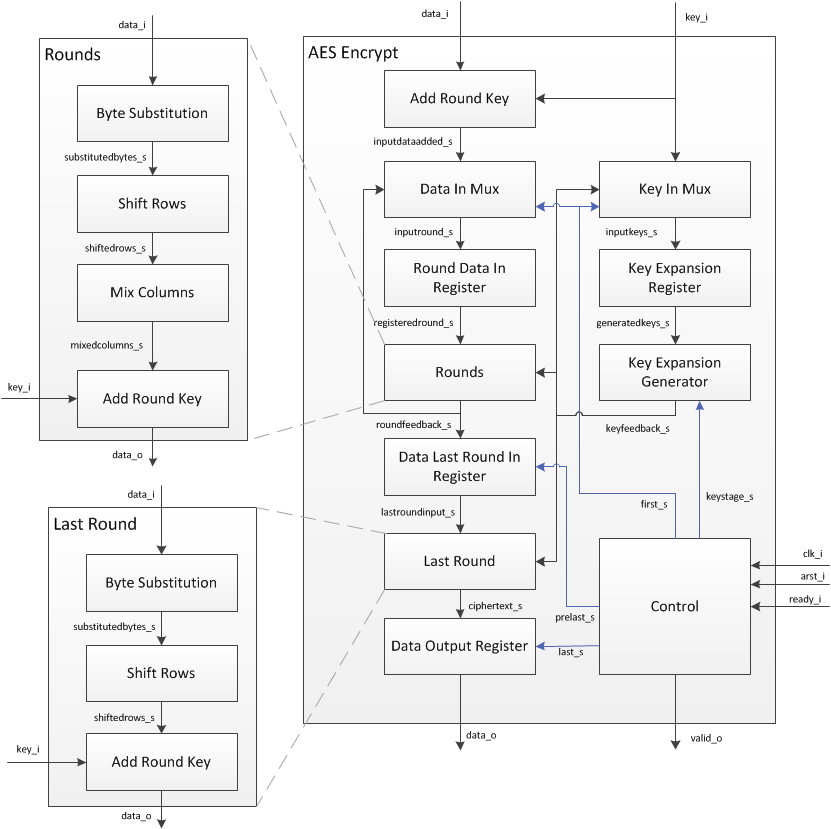 data_i
Rounds
Byte Substitution
substitutedbytes_s
Shift Rows
shiftedrows_s
Mix Columns
mixedcolumns_s
key_i
Add Round Key
data_o
data_i
Last Round
Byte Substitution
substitutedbytes_s
Shift Rows
shiftedrows_s
key_i
Add Round Key
data_o
data_i
key_i
AES Encrypt
Add Round Key
inputdataadded_s
Data In Mux
Key In Mux
inputround_s
inputkeys_s
Round Data In
Register
Key Expansion
Register
registeredround_s
generatedkeys_s
Rounds
Key Expansion
Generator
roundfeedback_s
keyfeedback_s
Data Last Round In
Register
lastroundinput_s
first_s
keystage_s
Last Round
Control
clk_i
arst_i
ready_i
ciphertext_s
prelast_s
Data Output Register
last_s
data_o
valid_o